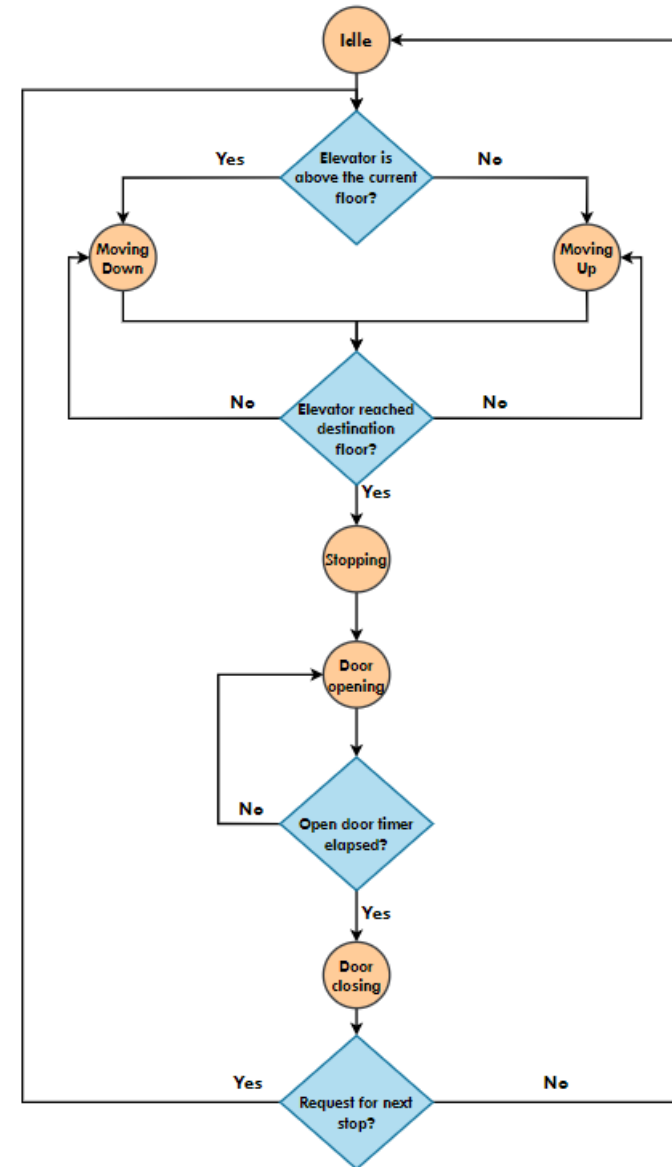 Idle
Yes
Elevator is
above the current
floor?
No
Moving
Down
Moving
Up
No
Elevator reached
destination
floor?
No
Yes
Stopping
Door
opening
No
Open door timer
elapsed?
Yes
Door
closing
Yes
Request for next
stop?
No